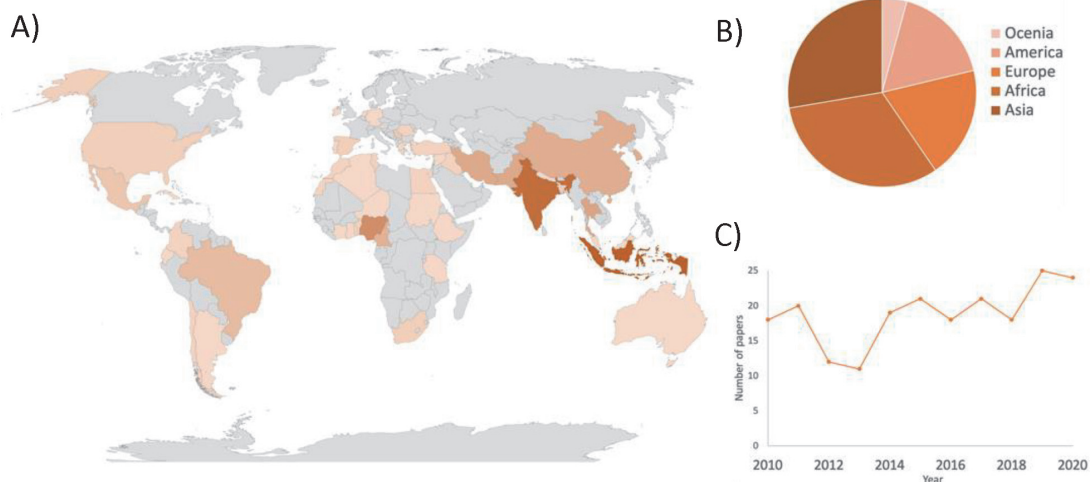 A)
B)
Ocenia
America
Europe
Africa
Asia
C)
Number of papers
25
20
15
10
5
0
2010 2012 2014 2016 2018 2020
Year